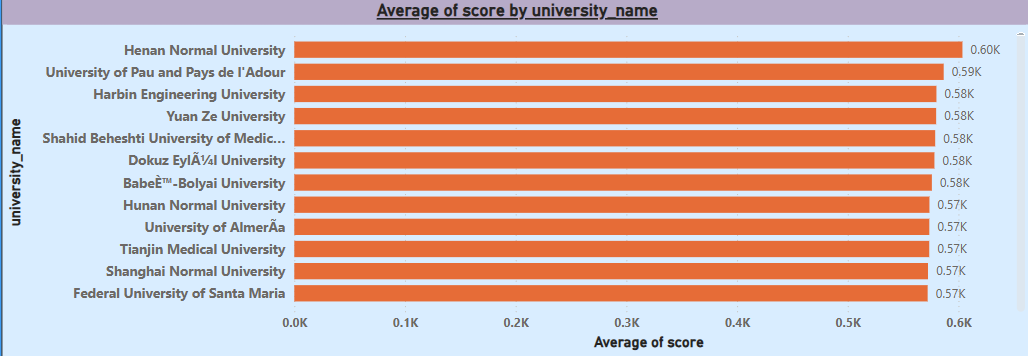 Average of score by university_name
university_name
Henan Normal University 0.60K
University of Pau and Pays de l'Adour 0.59K
Harbin Engineering University 0.58K
Yuan Ze University 0.58K
Shahid Beheshti University of Medic... 0.58K
Dokuz EylÃ¼l University 0.58K
BabeÈ™-Bolyai University 0.58K
Hunan Normal University 0.57K
University of AlmerÃa 0.57K
Tianjin Medical University 0.57K
Shanghai Normal University 0.57K
Federal University of Santa Maria 0.57K
0.0K 0.1K 0.2K 0.3K 0.4K 0.5K 0.6K
Average of score